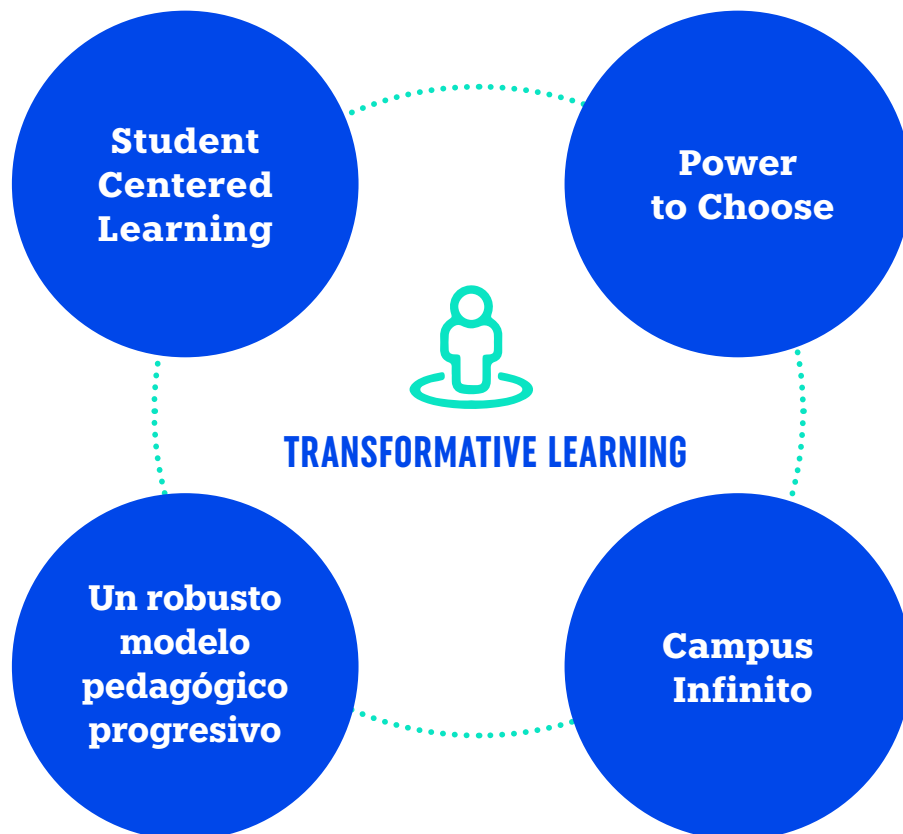 Student
Centered
Learning
Power
to Choose
TRANSFORMATIVE LEARNING
Un robusto
modelo
pedagógico
progresivo
Campus
Infinito